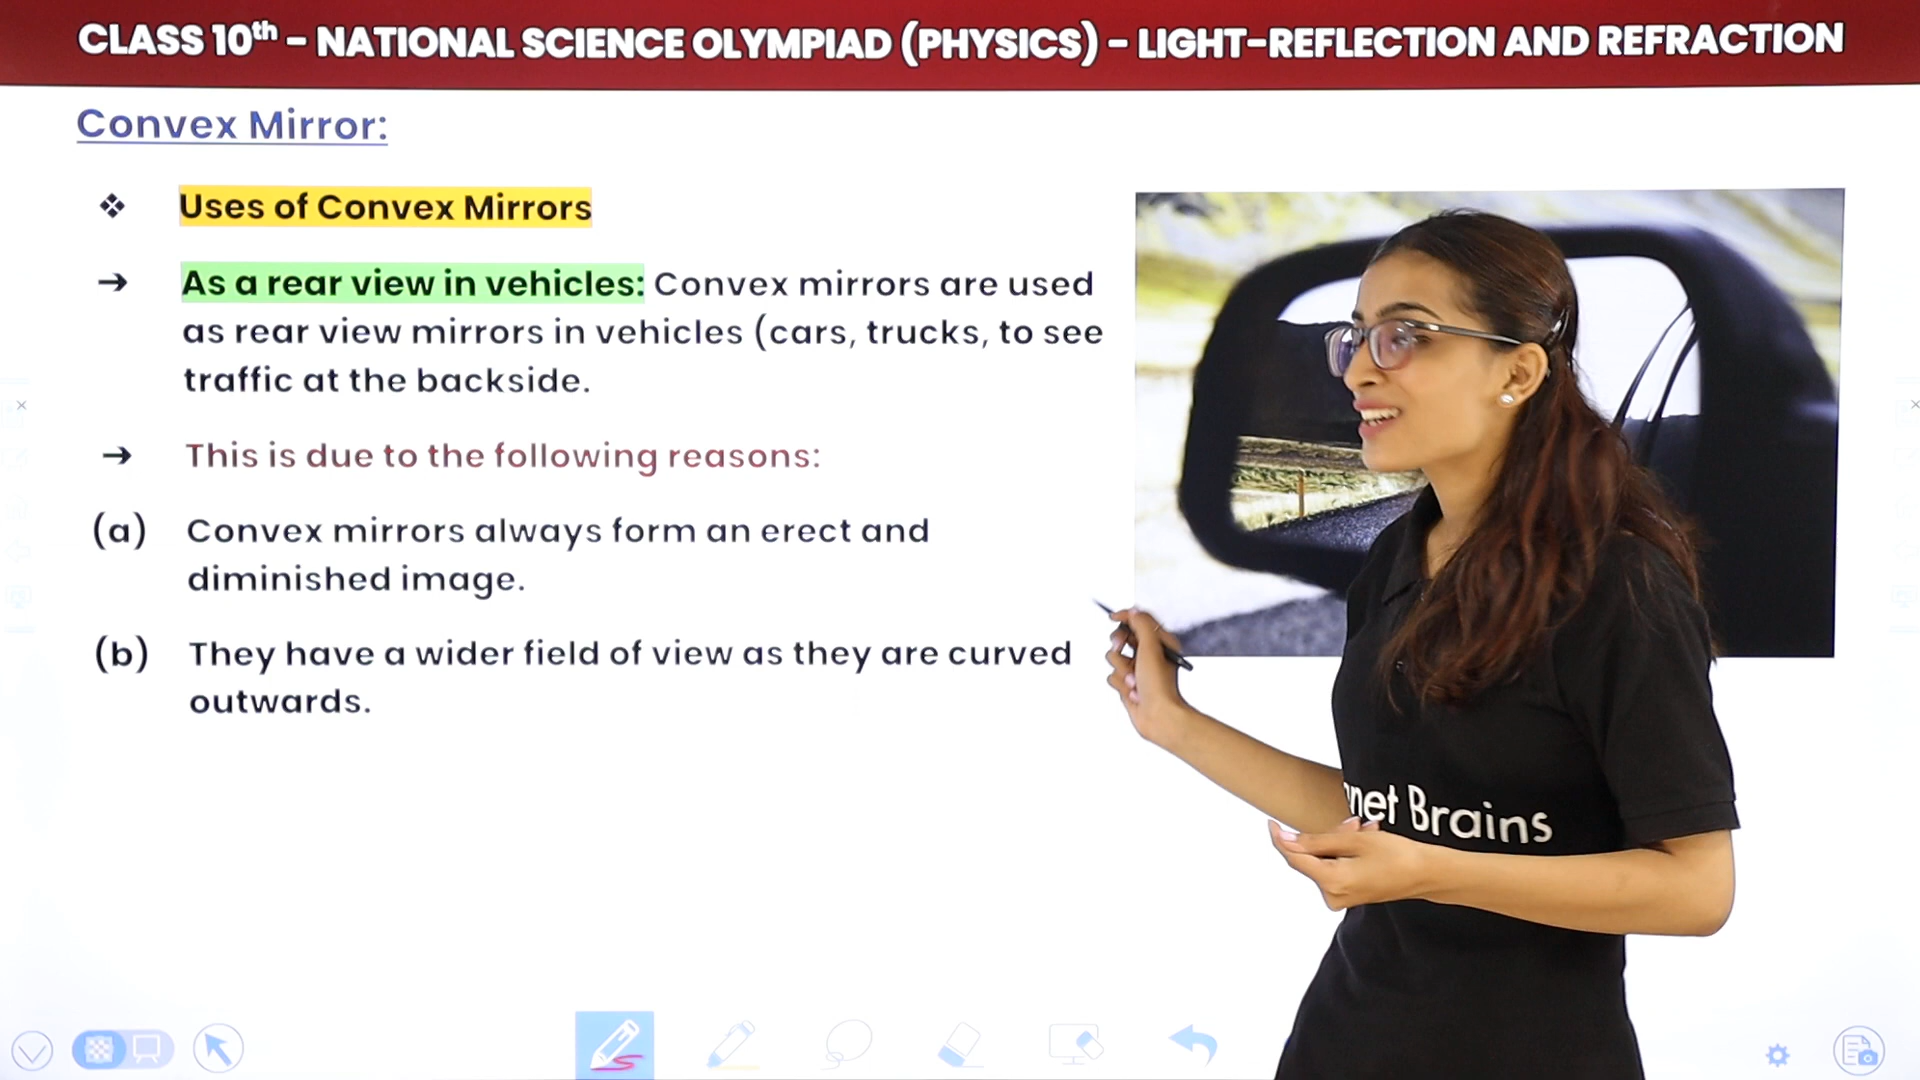 CLASS 10th - NATIONAL SCIENCE OLYMPIAD (PHYSICS) - LIGHT-REFLECTION AND REFRACTION
Convex Mirror:
❖ Uses of Convex Mirrors
→ As a rear view in vehicles: Convex mirrors are used
as rear view mirrors in vehicles (cars, trucks, to see
traffic at the backside.
→ This is due to the following reasons:
(a) Convex mirrors always form an erect and
diminished image.
(b) They have a wider field of view as they are curved
outwards.
net Brains